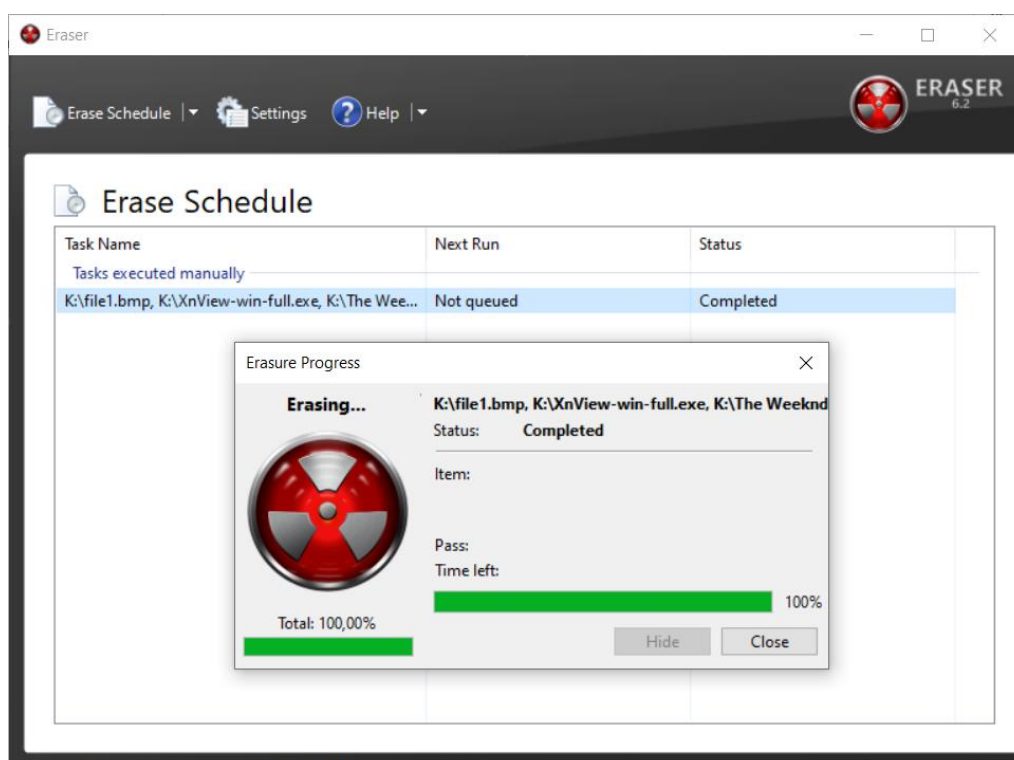 Eraser
Erase Schedule
Settings
Help
ERASER
6.2
Erase Schedule
Task Name Next Run Status
Tasks executed manually
K:\file1.bmp, K:\XnView-win-full.exe, K:\The Wee... Not queued Completed
Erasure Progress
Erasing...
K:\file1.bmp, K:\XnView-win-full.exe, K:\The Weeknd
Status: Completed
Item:
Pass:
Time left:
100%
Total: 100,00%
Hide
Close